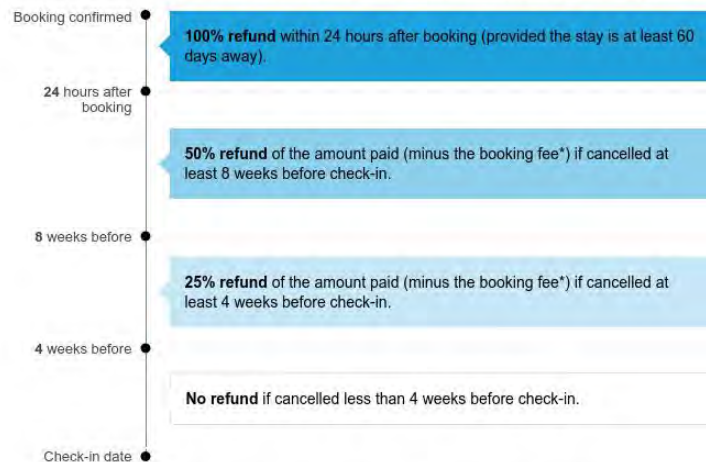 Booking confirmed
100% refund within 24 hours after booking (provided the stay is at least 60
days away).
24 hours after
booking
50% refund of the amount paid (minus the booking fee*) if cancelled at
least 8 weeks before check-in.
8 weeks before
25% refund of the amount paid (minus the booking fee*) if cancelled at
least 4 weeks before check-in.
4 weeks before
No refund if cancelled less than 4 weeks before check-in.
Check-in date